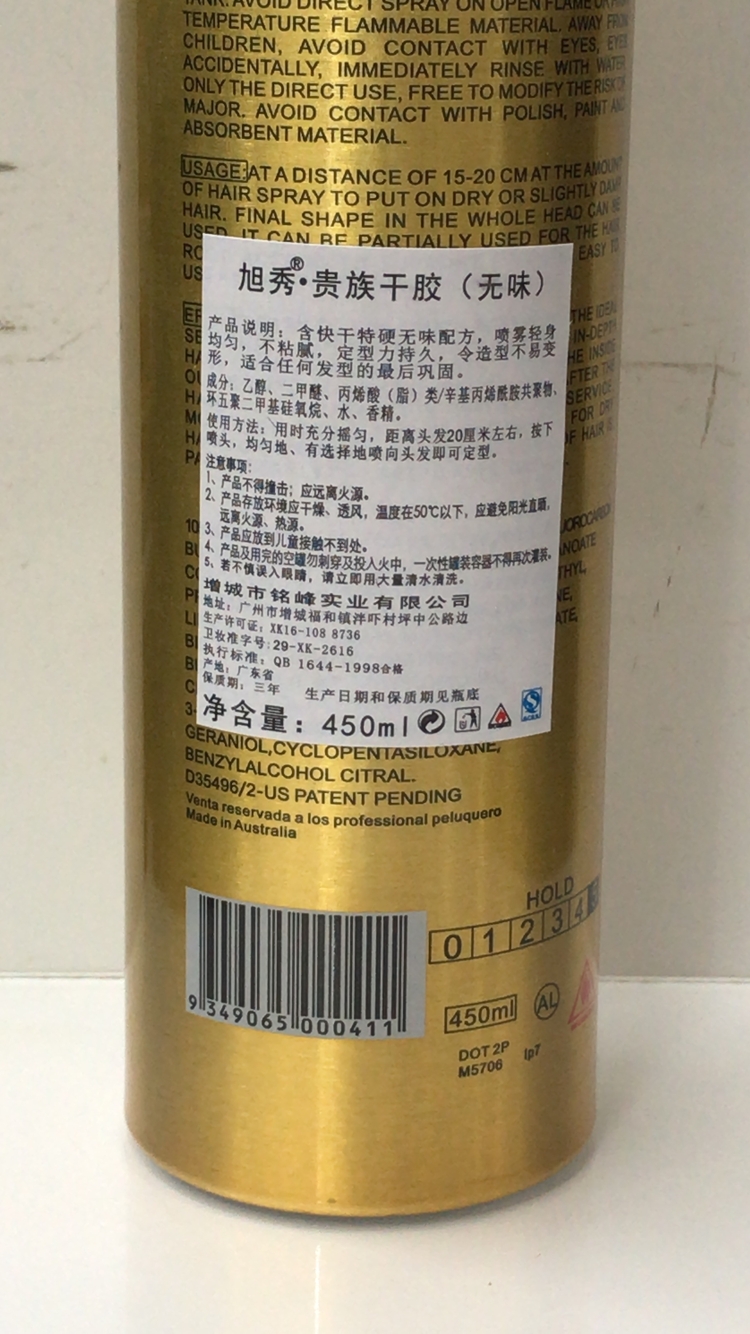 TANK. AVOID DIRECT SPRAY ON OPEN FLAME OR
TEMPERATURE FLAMMABLE MATERIAL. AWAY FROM
CHILDREN, AVOID CONTACT WITH EYES, EYES
ACCIDENTALLY, IMMEDIATELY RINSE WITH WATER
ONLY THE DIRECT USE, FREE TO MODIFY THE RISK OF
MAJOR. AVOID CONTACT WITH POLISH, PAINT AND
ABSORBENT MATERIAL.
USAGE: AT A DISTANCE OF 15-20 CM AT THE AMOUNT
OF HAIR SPRAY TO PUT ON DRY OR SLIGHTLY DAMP
HAIR. FINAL SHAPE IN THE WHOLE HEAD CAN BE
USED. IT CAN BE PARTIALLY USED FOR THE HAIR
EASY TO
US
旭秀®·贵族干胶（无味）
产品说明：含快干特硬无味配方，喷雾轻身
均匀，不粘腻，定型力持久，令造型不易变
形，适合任何发型的最后巩固。
成分：乙醇、二甲醚、丙烯酸（脂）类/辛基丙烯酰胺共聚物、
环五聚二甲基硅氧烷、水、香精。
使用方法：用时充分摇匀，距离头发20厘米左右，按下
喷头，均匀地、有选择地喷向头发即可定型。
注意事项：
1、产品不得撞击；应远离火源。
2、产品存放环境应干燥、透风，温度在50℃以下，应避免阳光直晒，
远离火源、热源。
3、产品应放到儿童接触不到处。
4、产品及用完的空罐勿刺穿及投入火中，一次性罐装容器不得再次灌装。
5、若不慎误入眼睛，请立即用大量清水清洗。
增城市铭峰实业有限公司
地址：广州市增城福和镇泮吓村坪中公路边
生产许可证：XK16-108 8736
卫妆准字号：29-XK-2616
执行标准：QB 1644-1998合格
产地：广东省
保质期：三年 生产日期和保质期见瓶底
净含量：450ml
THE IDEAL
IN-DEPTH
HE INSIDE
AFTER THE
SERVICE
FOR DRY
OF HAIR IS
GERANIOL,CYCLOPENTASILOXANE,
BENZYLALCOHOL CITRAL.
D35496/2-US PATENT PENDING
Venta reservada a los professional peluquero
Made in Australia
HOLD
0 1 2 3 4
9 349065 000411
450ml AL
DOT 2P
M5706 lp7